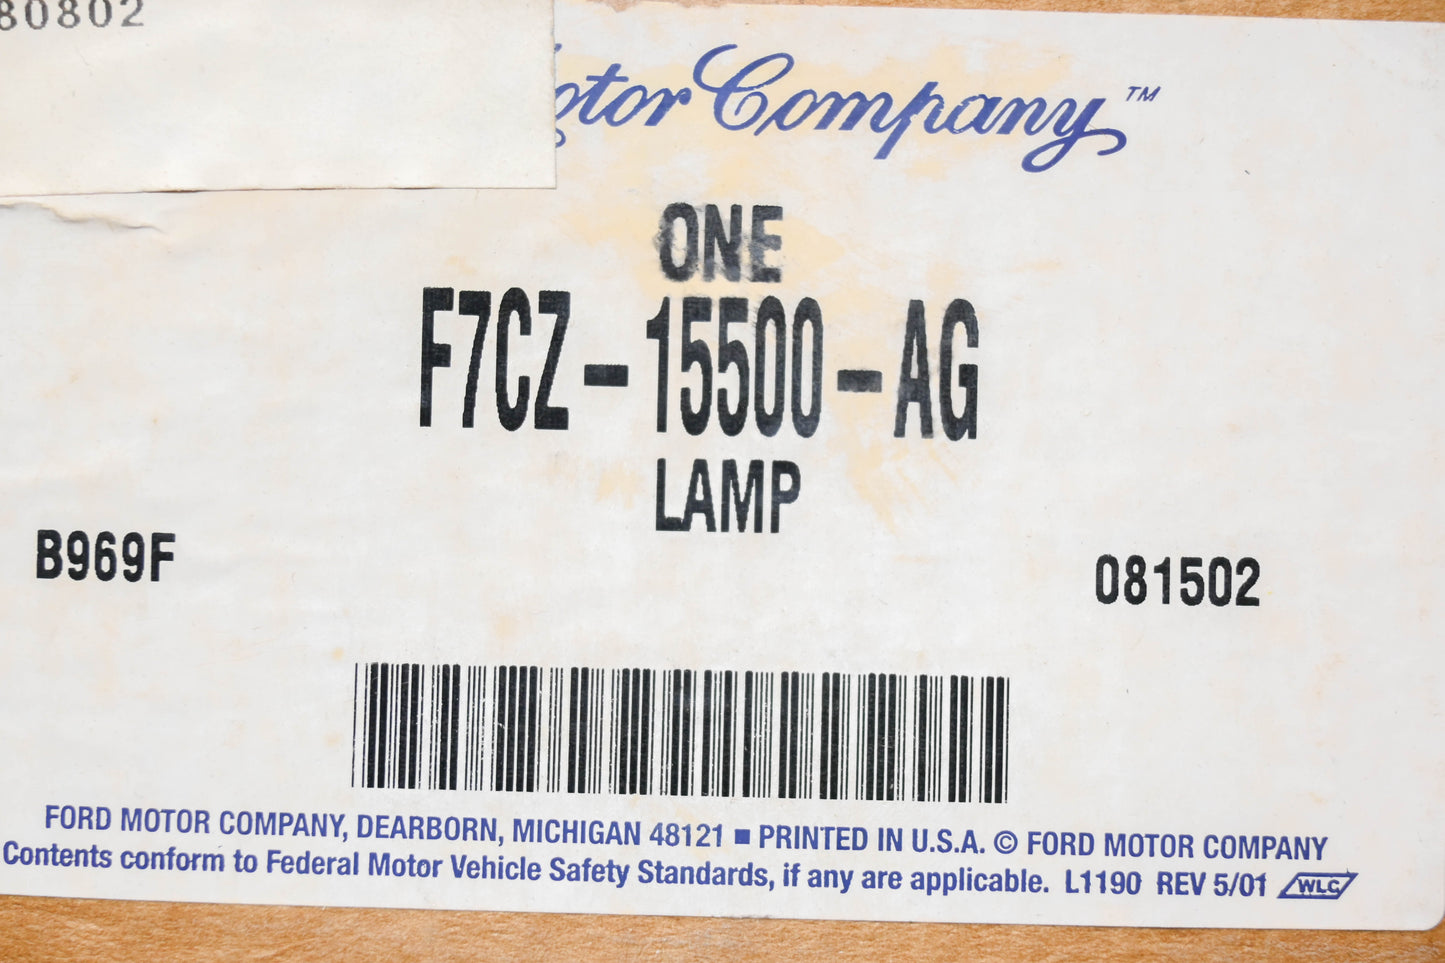 80802
otor Company™
ONE
F7CZ-15500-AG
LAMP
B969F
081502
FORD MOTOR COMPANY, DEARBORN, MICHIGAN 48121 ■ PRINTED IN U.S.A. © FORD MOTOR COMPANY
Contents conform to Federal Motor Vehicle Safety Standards, if any are applicable. L1190 REV 5/01 WLC